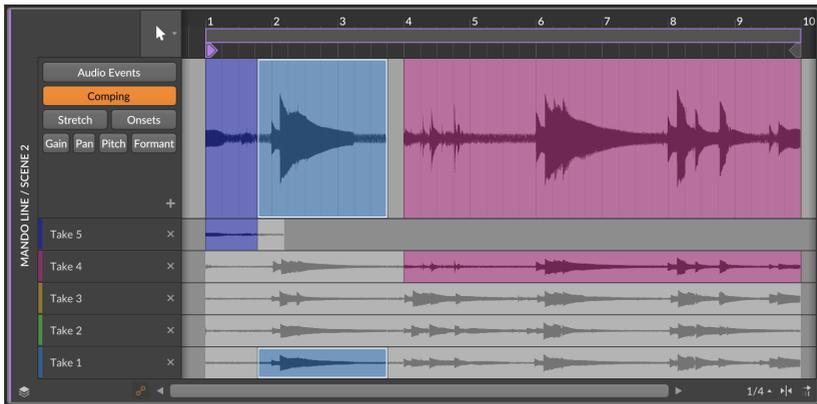 1 2 3 4 5 6 7 8 9 10
Audio Events
Comping
Stretch Onsets
Gain Pan Pitch Formant
MANDO LINE / SCENE 2
Take 5
Take 4
Take 3
Take 2
Take 1
1/4